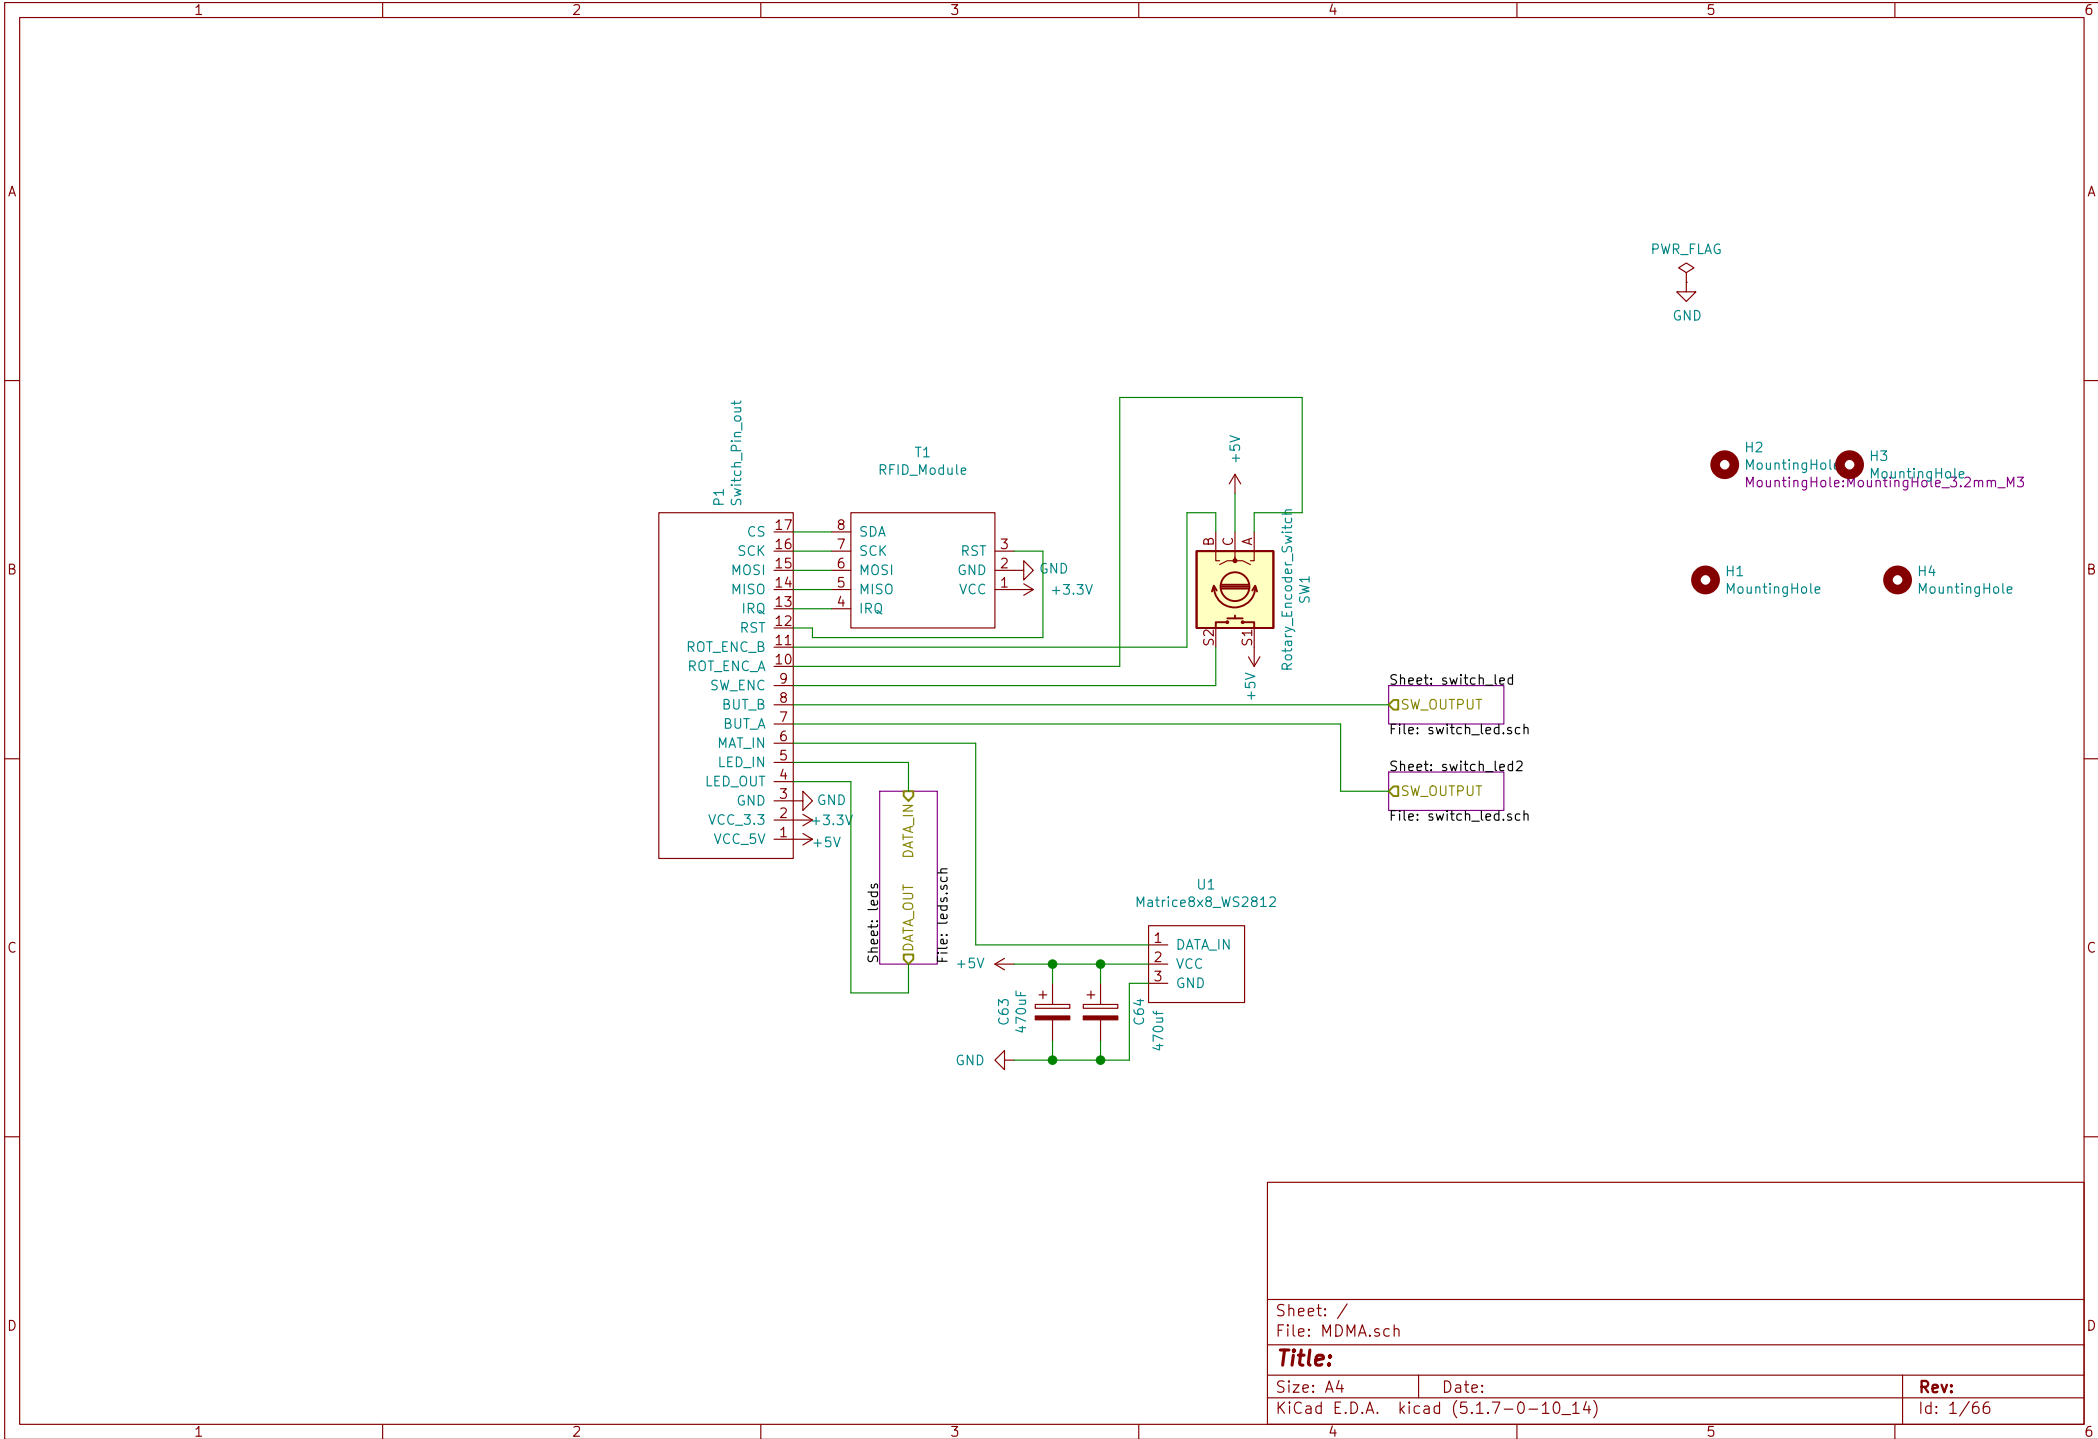 1 2 3 4 5 6
A
A
PWR_FLAG
GND
P1
Switch_Pin_out
CS 17
SCK 16
MOSI 15
MISO 14
IRQ 13
RST 12
ROT_ENC_B 11
ROT_ENC_A 10
SW_ENC 9
BUT_B 8
BUT_A 7
MAT_IN 6
LED_IN 5
LED_OUT 4
GND 3 GND
VCC_3.3 2 +3.3V
VCC_5V 1 +5V
T1
RFID_Module
8 SDA
7 SCK
6 MOSI
5 MISO
4 IRQ
RST 3
GND 2 GND
VCC 1 +3.3V
+5V
B C A
S2 S1
Rotary_Encoder_Switch
SW1
+5V
H2
MountingHole
MountingHole:MountingHole_3.2mm_M3
H3
MountingHole
H1
MountingHole
H4
MountingHole
B
B
Sheet: switch_led
SW_OUTPUT
File: switch_led.sch
Sheet: switch_led2
SW_OUTPUT
File: switch_led.sch
Sheet: leds
DATA_IN
DATA_OUT
File: leds.sch
U1
Matrice8x8_WS2812
1 DATA_IN
2 VCC
3 GND
+5V
+
C63
470uF
+
C64
470uf
GND
C
C
D
D
Sheet: /
File: MDMA.sch
Title:
Size: A4
Date:
Rev:
KiCad E.D.A. kicad (5.1.7-0-10_14)
Id: 1/66
1 2 3 4 5 6